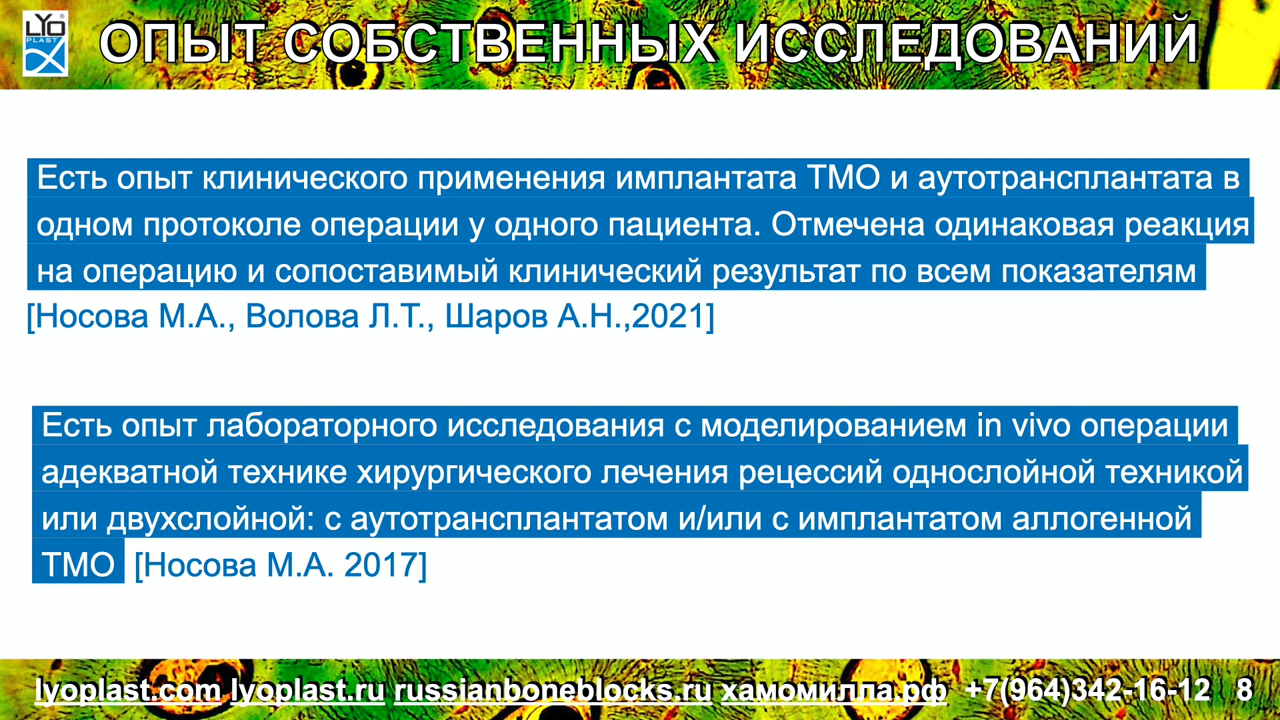 LYO
PLAST
ОПЫТ СОБСТВЕННЫХ ИССЛЕДОВАНИЙ
Есть опыт клинического применения имплантата ТМО и аутотрансплантата в
одном протоколе операции у одного пациента. Отмечена одинаковая реакция
на операцию и сопоставимый клинический результат по всем показателям
[Носова М.А., Волова Л.Т., Шаров А.Н.,2021]
Есть опыт лабораторного исследования с моделированием in vivo операции
адекватной технике хирургического лечения рецессий однослойной техникой
или двухслойной: с аутотрансплантатом и/или с имплантатом аллогенной
ТМО [Носова М.А. 2017]
lyoplast.com lyoplast.ru russianboneblocks.ru хамомилла.рф +7(964)342-16-12 8